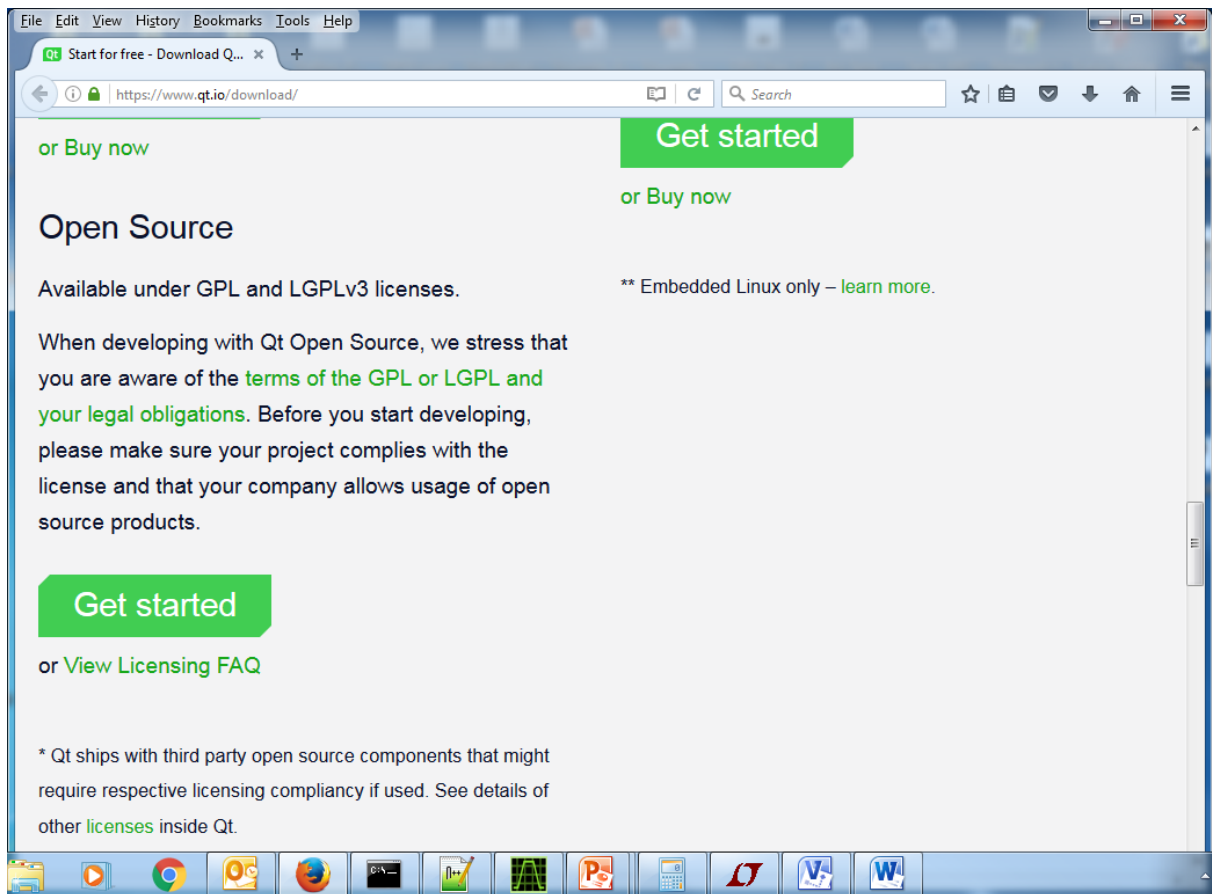 File Edit View History Bookmarks Tools Help
Qt Start for free - Download Q...
https://www.qt.io/download/
Search
or Buy now
Open Source
Available under GPL and LGPLv3 licenses.
When developing with Qt Open Source, we stress that
you are aware of the terms of the GPL or LGPL and
your legal obligations. Before you start developing,
please make sure your project complies with the
license and that your company allows usage of open
source products.
Get started
or View Licensing FAQ
* Qt ships with third party open source components that might
require respective licensing compliancy if used. See details of
other licenses inside Qt.
Get started
or Buy now
** Embedded Linux only – learn more.